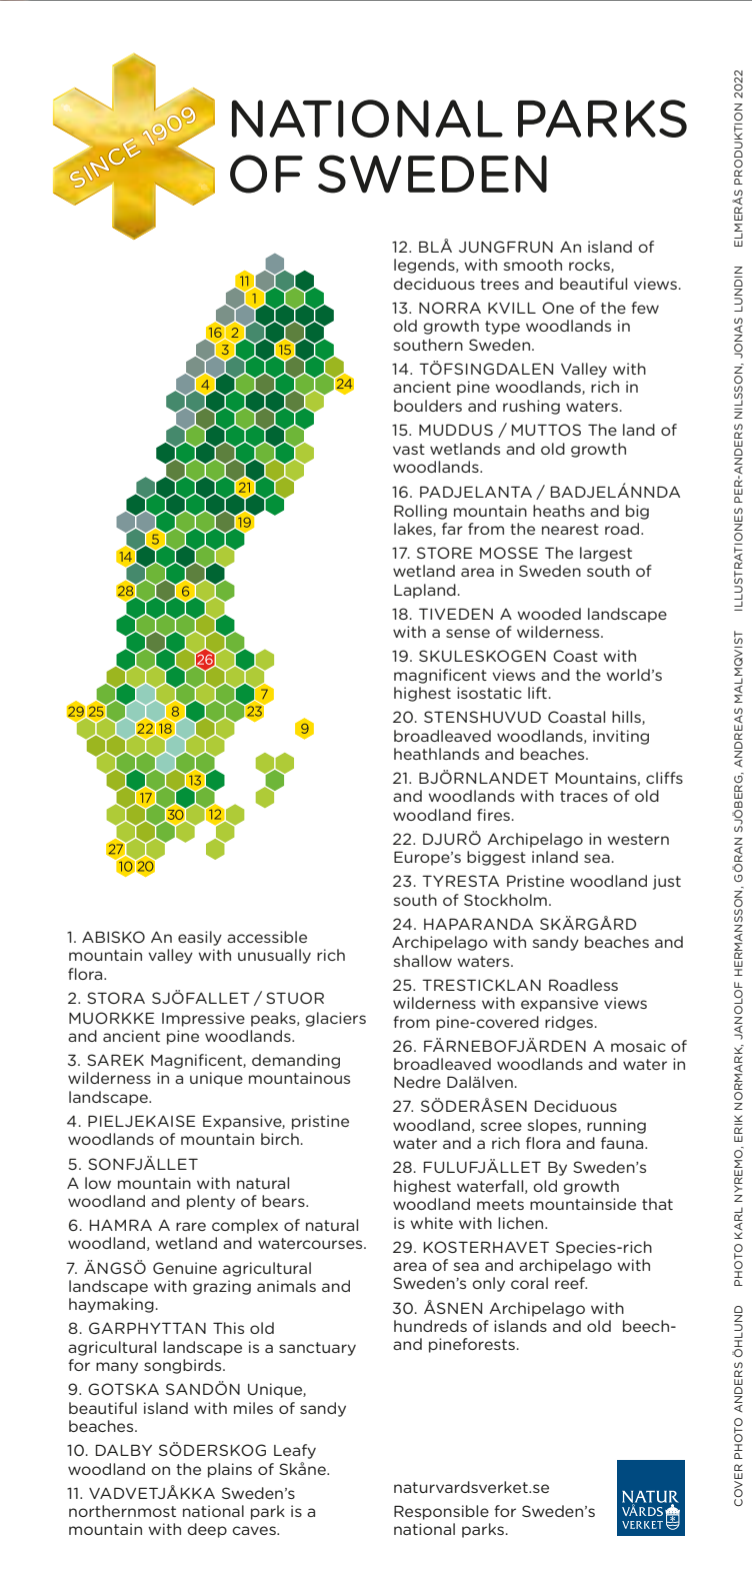 SINCE 1909
NATIONAL PARKS
OF SWEDEN
11
1
16 2
3
15
4
24
21
19
5
14
28
6
26
7
29 25
8
23
22 18
9
13
17
30
12
27
10 20
1. ABISKO An easily accessible
mountain valley with unusually rich
flora.
2. STORA SJÖFALLET / STUOR
MUORKKE Impressive peaks, glaciers
and ancient pine woodlands.
3. SAREK Magnificent, demanding
wilderness in a unique mountainous
landscape.
4. PIELJEKAISE Expansive, pristine
woodlands of mountain birch.
5. SONFJÄLLET
A low mountain with natural
woodland and plenty of bears.
6. HAMRA A rare complex of natural
woodland, wetland and watercourses.
7. ÄNGSÖ Genuine agricultural
landscape with grazing animals and
haymaking.
8. GARPHYTTAN This old
agricultural landscape is a sanctuary
for many songbirds.
9. GOTSKA SANDÖN Unique,
beautiful island with miles of sandy
beaches.
10. DALBY SÖDERSKOG Leafy
woodland on the plains of Skåne.
11. VADVETJÅKKA Sweden's
northernmost national park is a
mountain with deep caves.
12. BLÅ JUNGFRUN An island of
legends, with smooth rocks,
deciduous trees and beautiful views.
13. NORRA KVILL One of the few
old growth type woodlands in
southern Sweden.
14. TÖFSINGDALEN Valley with
ancient pine woodlands, rich in
boulders and rushing waters.
15. MUDDUS / MUTTOS The land of
vast wetlands and old growth
woodlands.
16. PADJELANTA / BADJELÁNNDA
Rolling mountain heaths and big
lakes, far from the nearest road.
17. STORE MOSSE The largest
wetland area in Sweden south of
Lapland.
18. TIVEDEN A wooded landscape
with a sense of wilderness.
19. SKULESKOGEN Coast with
magnificent views and the world's
highest isostatic lift.
20. STENSHUVUD Coastal hills,
broadleaved woodlands, inviting
heathlands and beaches.
21. BJÖRNLANDET Mountains, cliffs
and woodlands with traces of old
woodland fires.
22. DJURÖ Archipelago in western
Europe's biggest inland sea.
23. TYRESTA Pristine woodland just
south of Stockholm.
24. HAPARANDA SKÄRGÅRD
Archipelago with sandy beaches and
shallow waters.
25. TRESTICKLAN Roadless
wilderness with expansive views
from pine-covered ridges.
26. FÄRNEBOFJÄRDEN A mosaic of
broadleaved woodlands and water in
Nedre Dalälven.
27. SÖDERÅSEN Deciduous
woodland, scree slopes, running
water and a rich flora and fauna.
28. FULUFJÄLLET By Sweden's
highest waterfall, old growth
woodland meets mountainside that
is white with lichen.
29. KOSTERHAVET Species-rich
area of sea and archipelago with
Sweden's only coral reef.
30. ÅSNEN Archipelago with
hundreds of islands and old beech-
and pineforests.
naturvardsverket.se
Responsible for Sweden's
national parks.
NATUR
VÅRDS
VERKET
COVER PHOTO ANDERS ÖHLUND PHOTO KARL NYREMO, ERIK NORMARK, JANOLOF HERMANSSON, GÖRAN SJÖBERG, ANDREAS MALMQVIST ILLUSTRATIONES PER-ANDERS NILSSON, JONAS LUNDIN ELMERÅS PRODUKTION 2022